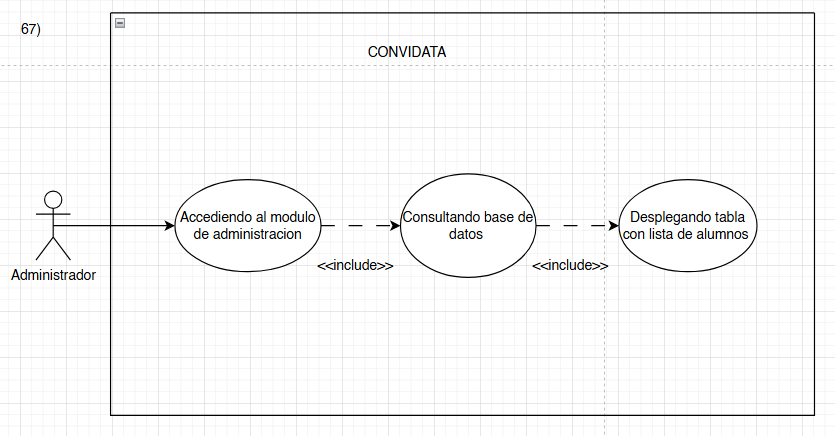 67)
CONVIDATA
Accediendo al modulo
de administracion
Consultando base de
datos
Desplegando tabla
con lista de alumnos
<<include>>
<<include>>
Administrador